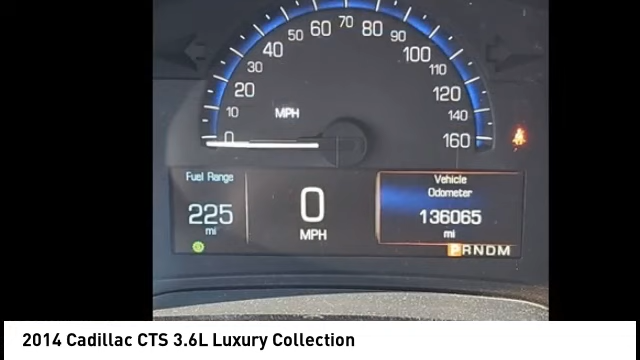 70
60
80
50
90
40
100
30
110
20
120
10
MPH
140
0
160
Fuel Range
225
mi
0
MPH
Vehicle
Odometer
136065
mi
PRNDM
2014 Cadillac CTS 3.6L Luxury Collection